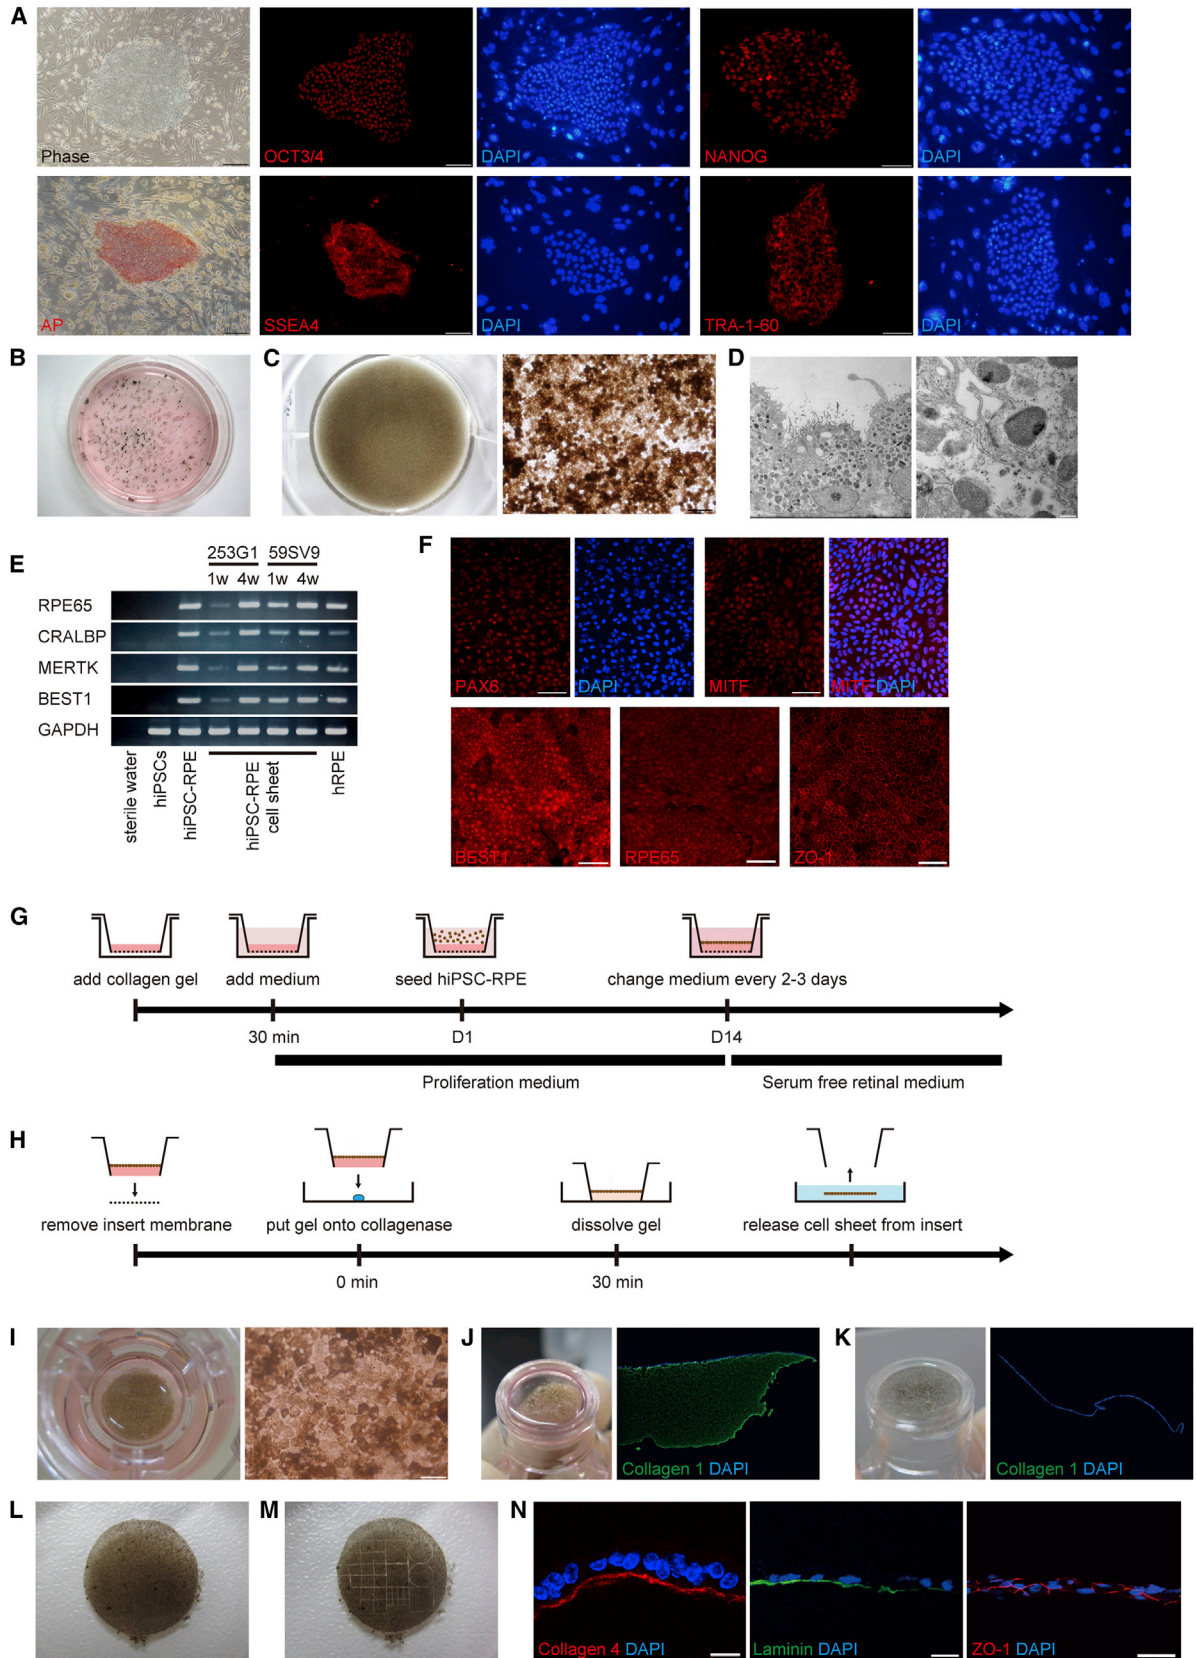 A
Phase
OCT3/4
DAPI
NANOG
DAPI
AP
SSEA4
DAPI
TRA-1-60
DAPI
B
C
D
E
253G1 59SV9
1w 4w 1w 4w
RPE65
CRALBP
MERTK
BEST1
GAPDH
sterile water
hiPSCs
hiPSC-RPE
hiPSC-RPE
cell sheet
hRPE
F
PAX6
DAPI
MITF
MITF DAPI
BEST1
RPE65
ZO-1
G
add collagen gel
add medium
seed hiPSC-RPE
change medium every 2-3 days
30 min
D1
D14
Proliferation medium
Serum free retinal medium
H
remove insert membrane
put gel onto collagenase
dissolve gel
release cell sheet from insert
0 min
30 min
I
J
Collagen 1 DAPI
K
Collagen 1 DAPI
L
M
N
Collagen 4 DAPI
Laminin DAPI
ZO-1 DAPI